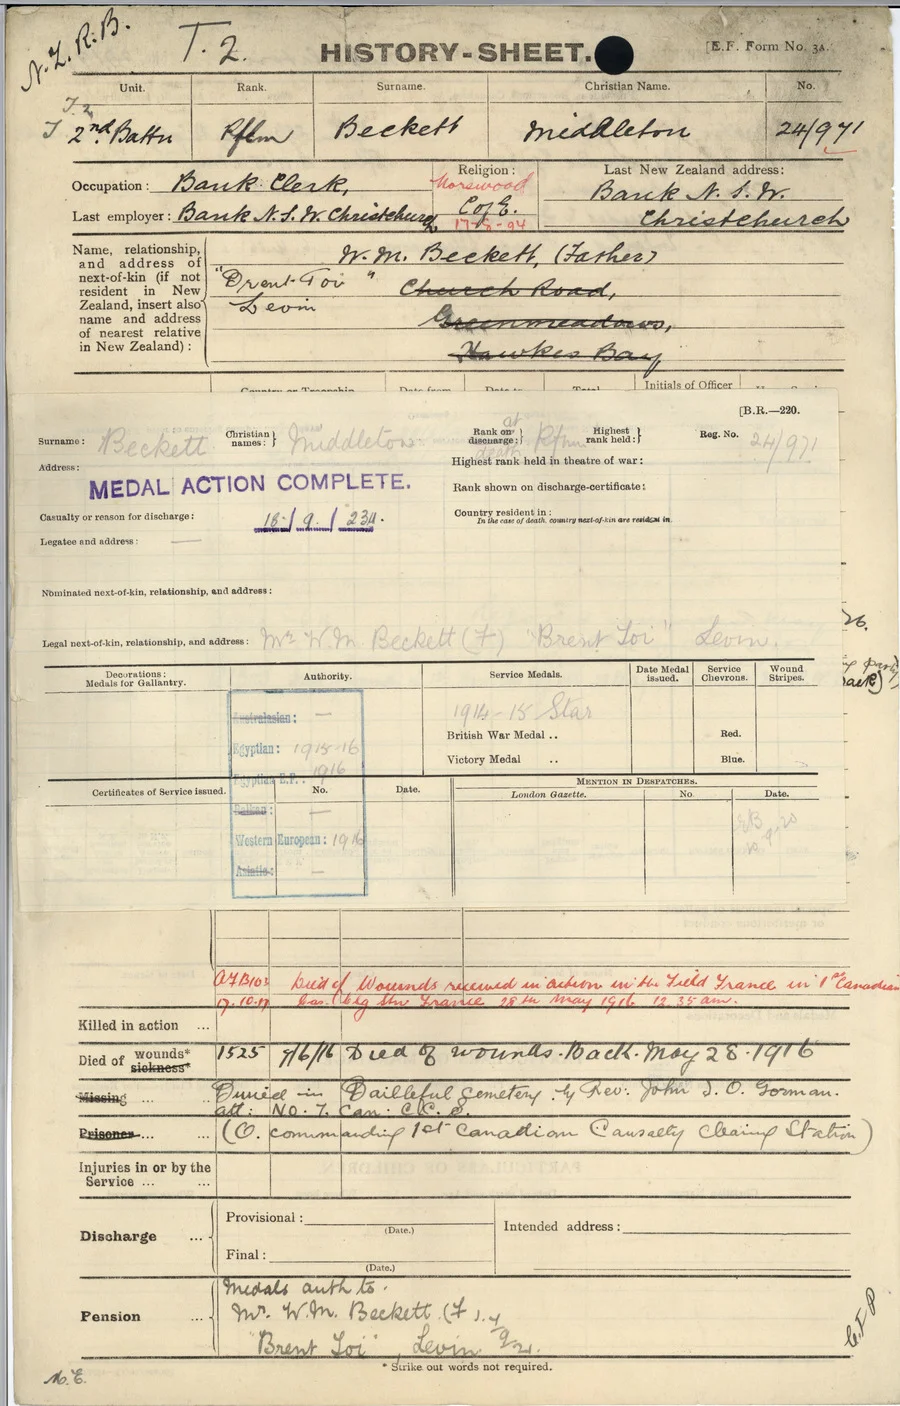 N.Z.R.B.
T. 2.
HISTORY-SHEET.
[E.F. Form No. 3A.
Unit. Rank. Surname. Christian Name. No.
2nd Battn Rflm Beckett Middleton 24/971
Occupation: Bank Clerk,
Religion:
Norswood
C of E.
17-8-94
Last New Zealand address:
Bank N.S.W.
Christchurch
Last employer: Bank N.S.W. Christchurch
Name, relationship, and address of next-of-kin (if not resident in New Zealand, insert also name and address of nearest relative in New Zealand):
W. M. Beckett, (Father)
"Brent-Toi"
Levin
Church Road,
Greenmeadows,
Hawkes Bay
Initials of Officer
[B.R.—220.
Surname: Beckett Christian names: Middleton Rank on discharge: at death Rflm Highest rank held: Reg. No. 24/971
Address:
Highest rank held in theatre of war:
MEDAL ACTION COMPLETE.
Rank shown on discharge-certificate:
Casualty or reason for discharge:
Country resident in:
In the case of death, country next-of-kin are resident in.
Legatee and address: —
Nominated next-of-kin, relationship, and address:
Legal next-of-kin, relationship, and address: Mr W.M. Beckett (F) "Brent Toi" Levin.
Decorations: Medals for Gallantry. Authority. Service Medals. Date Medal issued. Service Chevrons. Wound Stripes.
Australasian: —
1914-15 Star
British War Medal .. Red.
Egyptian: 1915-16
Victory Medal .. Blue.
Egyptian E.F.: 1916
Certificates of Service issued. No. Date.
MENTION IN DESPATCHES.
London Gazette. No. Date.
Balkan: —
Western European: 1916
Asiatic: —
Died of Wounds received in action in the Field France in 1st Canadian
Cas. Clg Stn France 28th May 1916 12.35 am.
Killed in action ...
Died of wounds* sickness* 1525 7/6/16 Died of wounds. Back. May 28-1916
Missing ... Buried in Bailleul Cemetery by Rev: John I. O. Gorman.
att: No. 7. Can: C.C.S.
Prisoner ... (O. commanding 1st Canadian Casualty Clearing Station)
Injuries in or by the Service ... ...
Discharge ...
Provisional: (Date.)
Intended address:
Final: (Date.)
Pension ...
Medals auth to.
Mr. W.M. Beckett (F)
"Brent Toi", Levin
* Strike out words not required.
M.E.